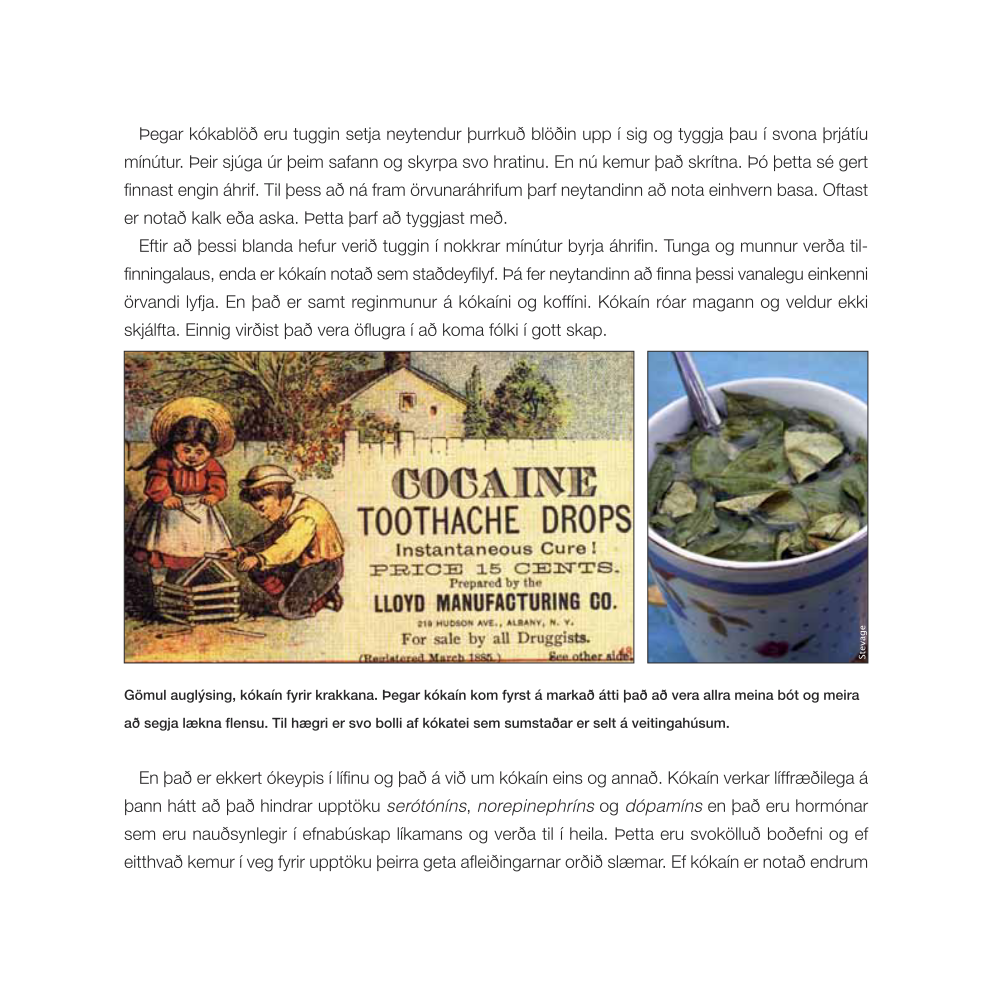 Þegar kókablöð eru tuggin setja neytendur þurrkuð blöðin upp í sig og tyggja þau í svona þrjátíu
mínútur. Þeir sjúga úr þeim safann og skyrpa svo hratinu. En nú kemur það skrítna. Þó þetta sé gert
finnast engin áhrif. Til þess að ná fram örvunaráhrifum þarf neytandinn að nota einhvern basa. Oftast
er notað kalk eða aska. Þetta þarf að tyggjast með.
Eftir að þessi blanda hefur verið tuggin í nokkrar mínútur byrja áhrifin. Tunga og munnur verða til-
finningalaus, enda er kókaín notað sem staðdeyfilyf. Þá fer neytandinn að finna þessi vanalegu einkenni
örvandi lyfja. En það er samt reginmunur á kókaíni og koffíni. Kókaín róar magann og veldur ekki
skjálfta. Einnig virðist það vera öflugra í að koma fólki í gott skap.
COCAINE
TOOTHACHE DROPS
Instantaneous Cure!
PRICE 15 CENTS.
Prepared by the
LLOYD MANUFACTURING CO.
219 HUDSON AVE., ALBANY, N. Y.
For sale by all Druggists.
(Registered March 1885.) See other side.
Stevage
Gömul auglýsing, kókaín fyrir krakkana. Þegar kókaín kom fyrst á markað átti það að vera allra meina bót og meira
að segja lækna flensu. Til hægri er svo bolli af kókatei sem sumstaðar er selt á veitingahúsum.
En það er ekkert ókeypis í lífinu og það á við um kókaín eins og annað. Kókaín verkar líffræðilega á
þann hátt að það hindrar upptöku serótóníns, norepinephríns og dópamíns en það eru hormónar
sem eru nauðsynlegir í efnabúskap líkamans og verða til í heila. Þetta eru svokölluð boðefni og ef
eitthvað kemur í veg fyrir upptöku þeirra geta afleiðingarnar orðið slæmar. Ef kókaín er notað endrum